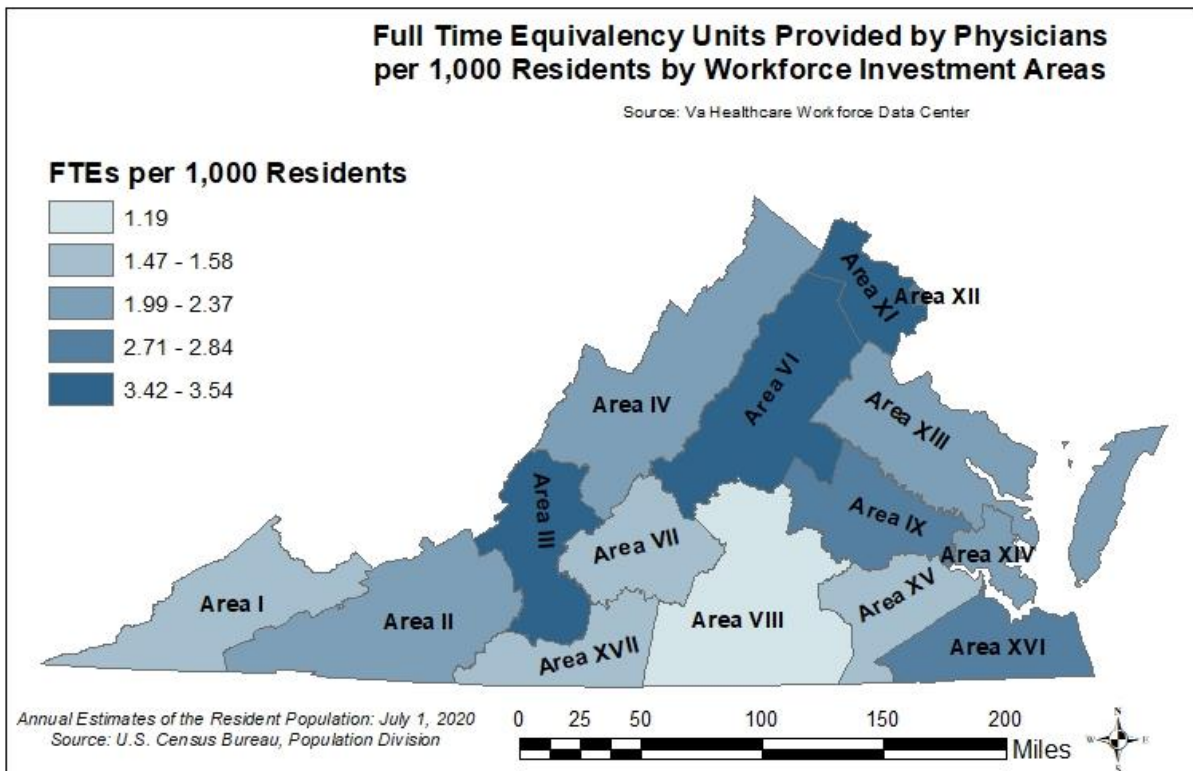 Full Time Equivalency Units Provided by Physicians
per 1,000 Residents by Workforce Investment Areas
Source: Va Healthcare Workforce Data Center
FTEs per 1,000 Residents
1.19
1.47 - 1.58
1.99 - 2.37
2.71 - 2.84
3.42 - 3.54
Area XI
Area XII
Area VI
Area IV
Area XIII
Area III
Area IX
Area VII
Area XIV
Area XV
Area I
Area II
Area VIII
Area XVII
Area XVI
Annual Estimates of the Resident Population: July 1, 2020
Source: U.S. Census Bureau, Population Division
0 25 50 100 150 200
Miles
N
W E
S